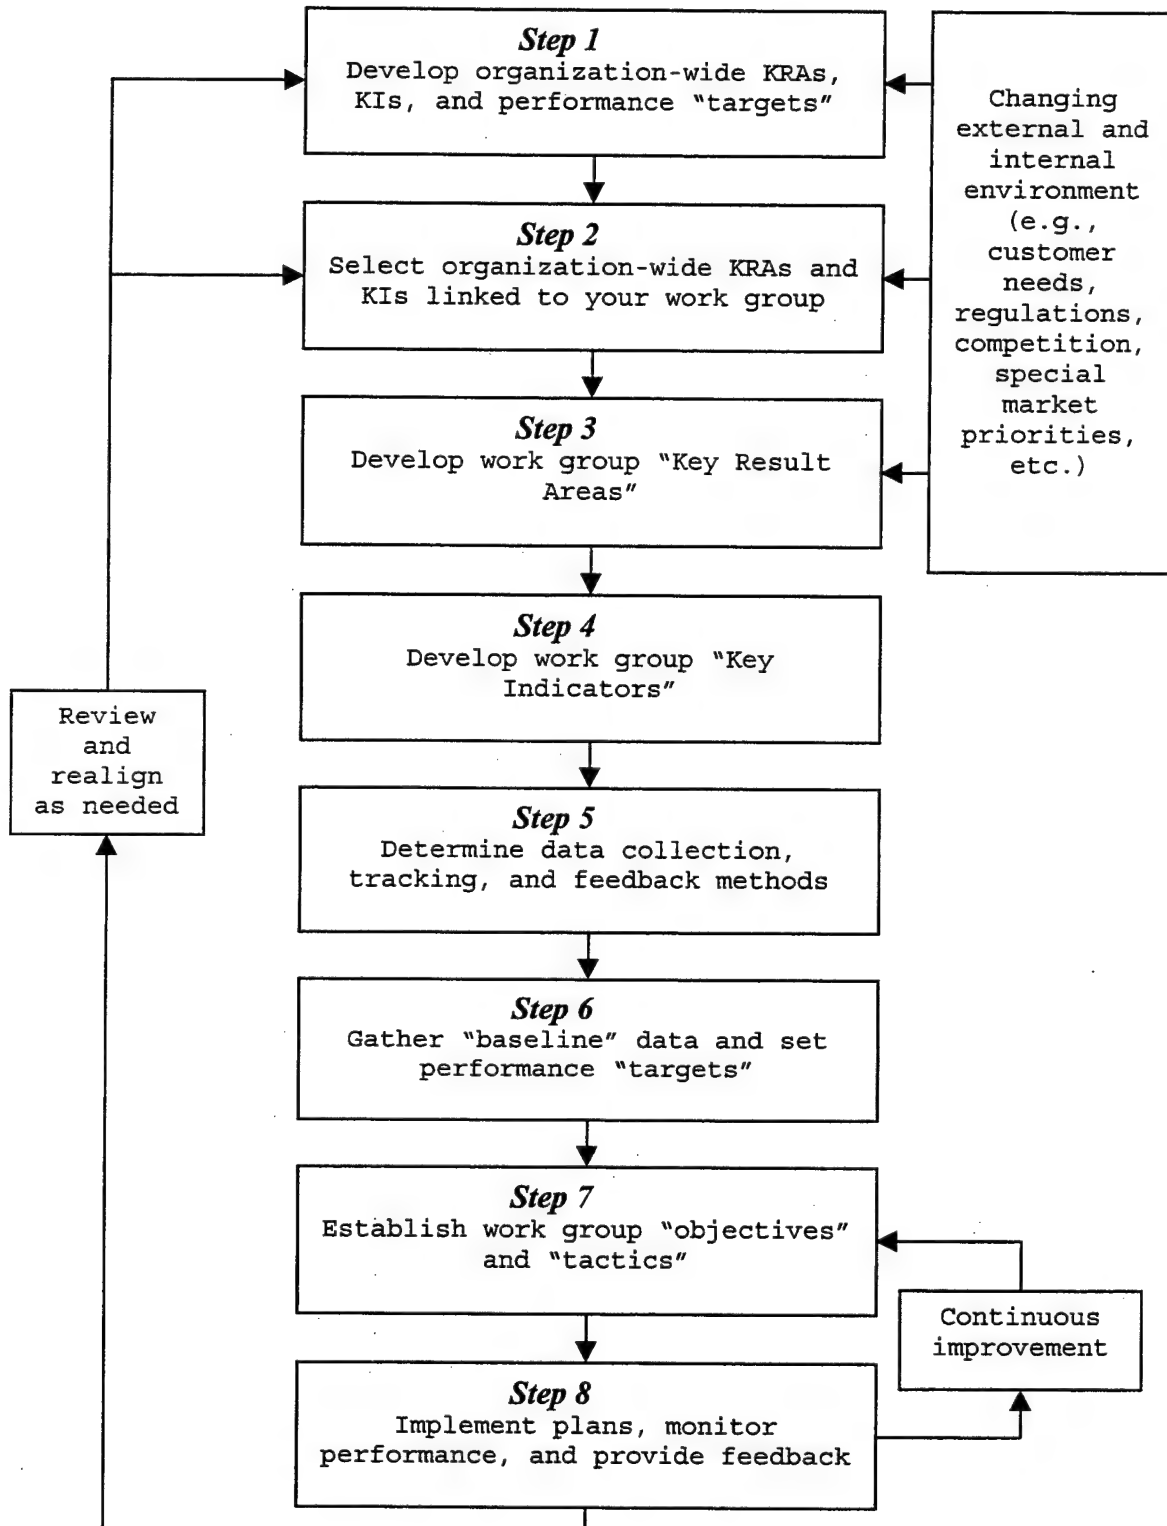 Step 1
Develop organization-wide KRAs,
KIs, and performance “targets”
Changing
external and
internal
environment
(e.g.,
customer
needs,
regulations,
competition,
special
market
priorities,
etc.)
Step 2
Select organization-wide KRAs and
KIs linked to your work group
Step 3
Develop work group “Key Result
Areas”
Step 4
Develop work group “Key
Indicators”
Review
and
realign
as needed
Step 5
Determine data collection,
tracking, and feedback methods
Step 6
Gather “baseline” data and set
performance “targets”
Step 7
Establish work group “objectives”
and “tactics”
Continuous
improvement
Step 8
Implement plans, monitor
performance, and provide feedback